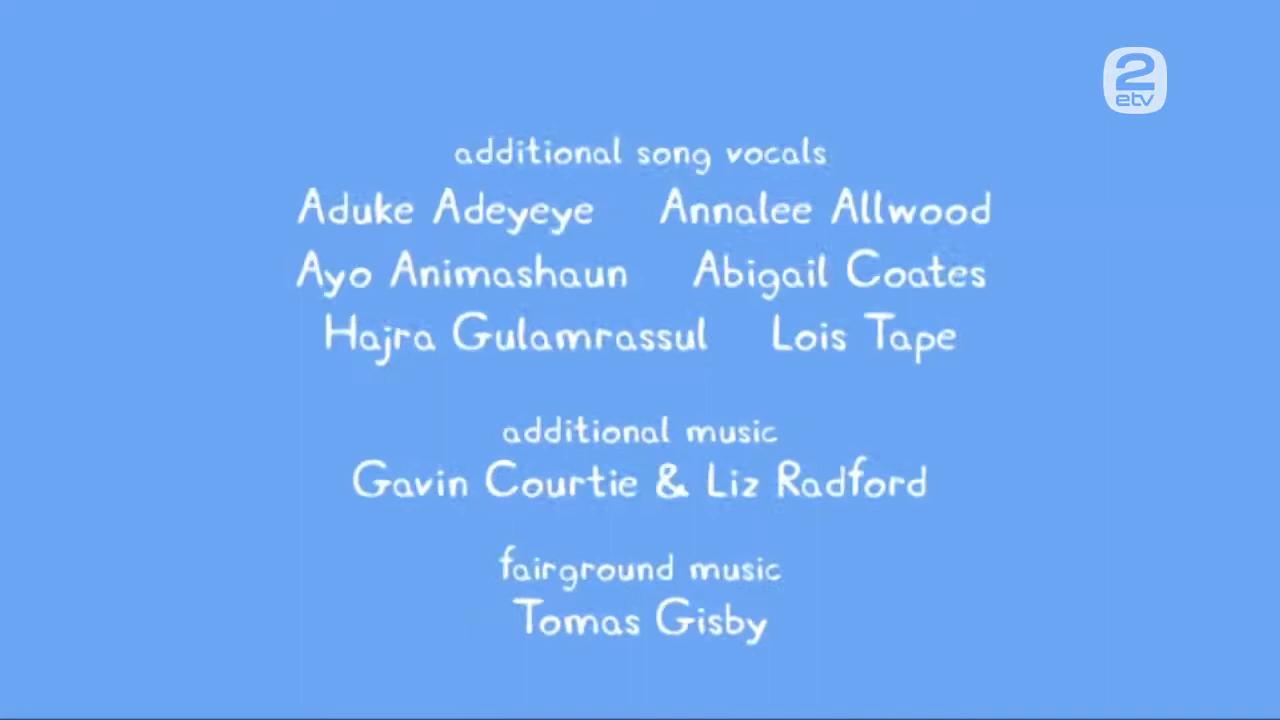 2
etv
additional song vocals
Aduke Adeyeye Annalee Allwood
Ayo Animashaun Abigail Coates
Hajra Gulamrassul Lois Tape
additional music
Gavin Courtie & Liz Radford
fairground music
Tomas Gisby